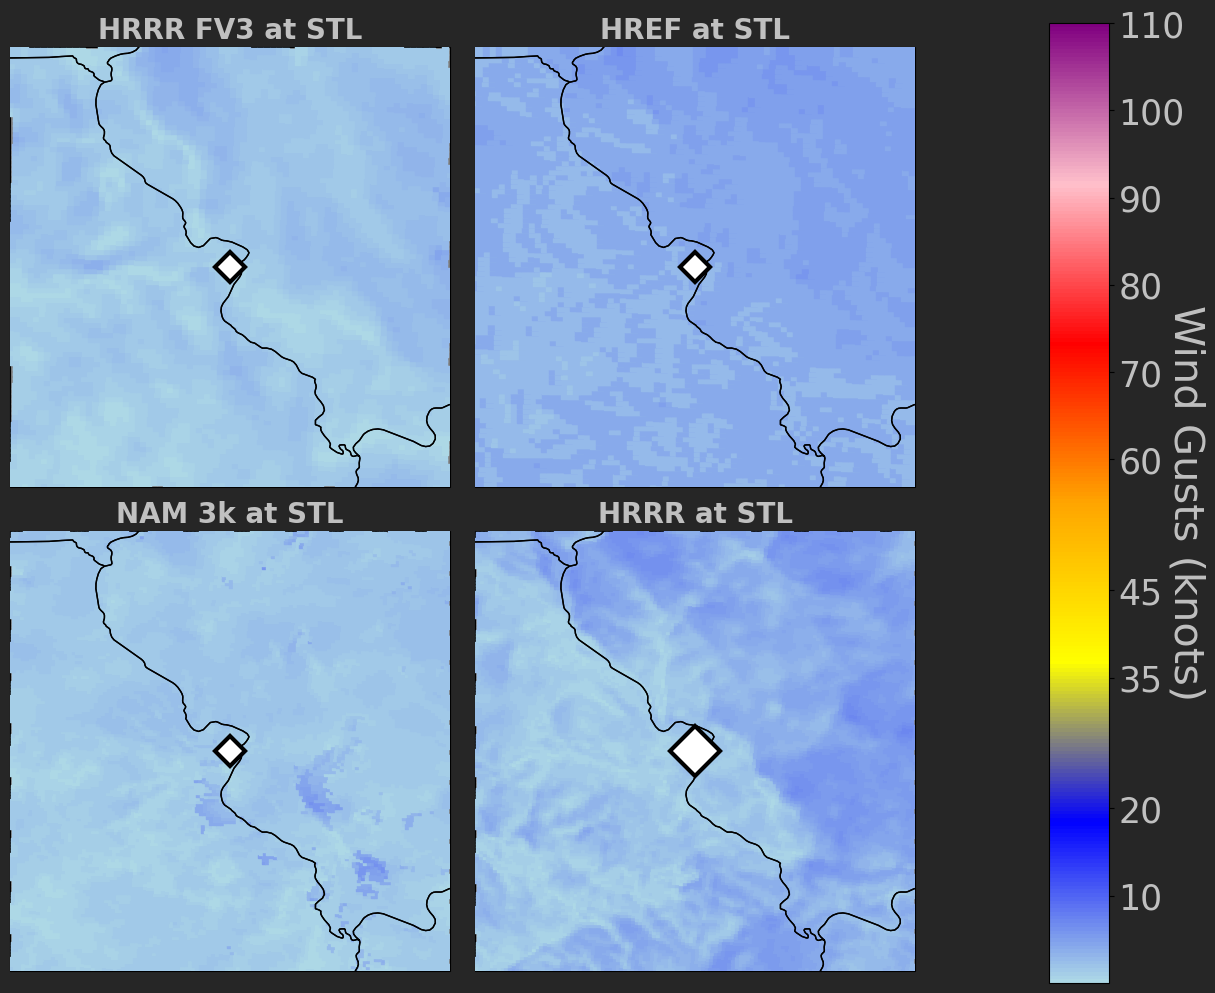 HRRR FV3 at STL
HREF at STL
NAM 3k at STL
HRRR at STL
110
100
90
80
70
60
45
35
20
10
Wind Gusts (knots)